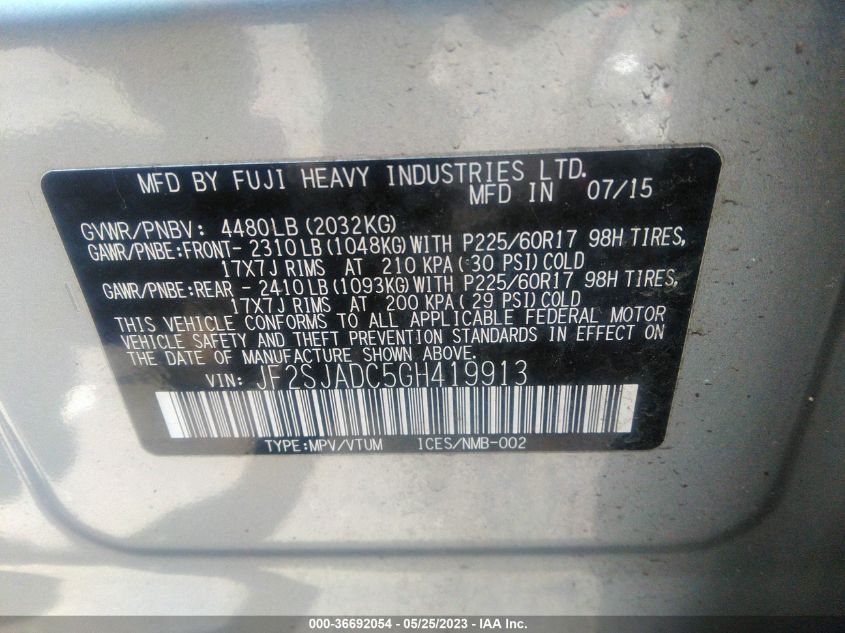 MFD BY FUJI HEAVY INDUSTRIES LTD.
MFD IN 07/15
GVWR/PNBV: 4480LB (2032KG)
GAWR/PNBE:FRONT- 2310LB (1048KG) WITH P225/60R17 98H TIRES,
17X7J RIMS AT 210 KPA ( 30 PSI) COLD
GAWR/PNBE:REAR - 2410LB (1093KG) WITH P225/60R17 98H TIRES,
17X7J RIMS AT 200 KPA ( 29 PSI) COLD
THIS VEHICLE CONFORMS TO ALL APPLICABLE FEDERAL MOTOR
VEHICLE SAFETY AND THEFT PREVENTION STANDARDS IN EFFECT ON
THE DATE OF MANUFACTURE SHOWN ABOVE.
VIN: JF2SJADC5GH419913
TYPE:MPV/VTUM ICES/NMB-002
000-36692054 - 05/25/2023 - IAA Inc.